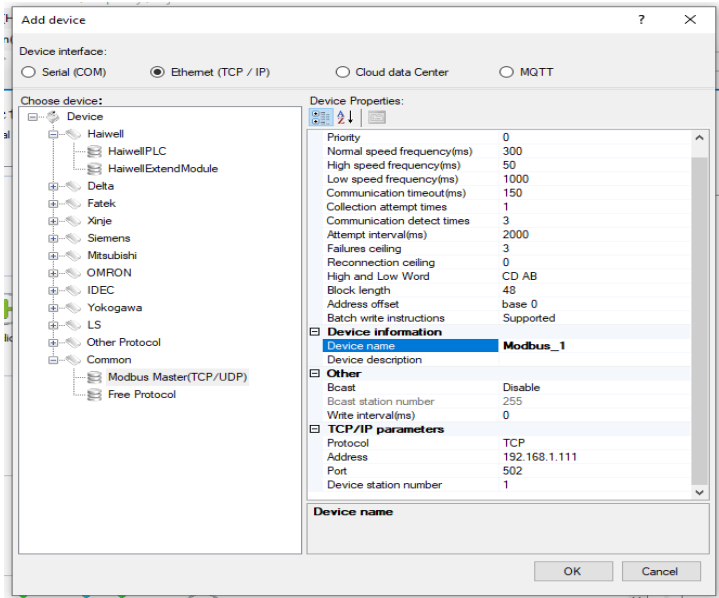 Add device
?
Device interface:
Serial (COM)
Ethernet (TCP / IP)
Cloud data Center
MQTT
Choose device:
Device
Haiwell
HaiwellPLC
HaiwellExtendModule
Delta
Fatek
Xinje
Siemens
Mitsubishi
OMRON
IDEC
Yokogawa
LS
Other Protocol
Common
Modbus Master(TCP/UDP)
Free Protocol
Device Properties:
Priority 0
Normal speed frequency(ms) 300
High speed frequency(ms) 50
Low speed frequency(ms) 1000
Communication timeout(ms) 150
Collection attempt times 1
Communication detect times 3
Attempt interval(ms) 2000
Failures ceiling 3
Reconnection ceiling 0
High and Low Word CD AB
Block length 48
Address offset base 0
Batch write instructions Supported
Device information
Device name Modbus_1
Device description
Other
Bcast Disable
Bcast station number 255
Write interval(ms) 0
TCP/IP parameters
Protocol TCP
Address 192.168.1.111
Port 502
Device station number 1
Device name
OK
Cancel